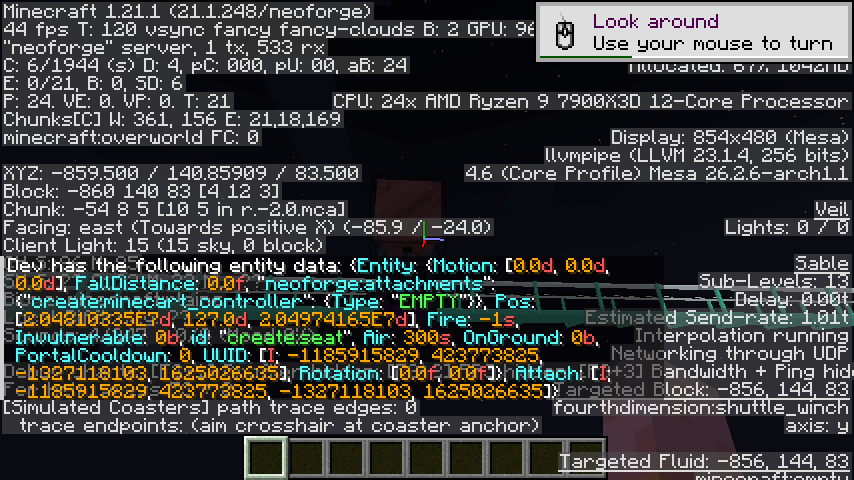 Minecraft 1.21.1 (21.1.248/neoforge)
44 fps T: 120 vsync fancy fancy-clouds B: 2 GPU: 96
"neoforge" server, 1 tx, 533 rx
C: 6/1944 (s) D: 4, pC: 000, pU: 00, aB: 24
E: 0/21, B: 0, SD: 6
P: 24. VE: 0. VP: 0. T: 21
Chunks[C] W: 361, 156 E: 21,18,169
minecraft:overworld FC: 0
XYZ: -859.500 / 140.85909 / 83.500
Block: -860 140 83 [4 12 3]
Chunk: -54 8 5 [10 5 in r.-2.0.mca]
Facing: east (Towards positive X) (-85.9 / -24.0)
Client Light: 15 (15 sky, 0 block)
Look around
Use your mouse to turn
Allocated: 67% 1042MB
CPU: 24x AMD Ryzen 9 7900X3D 12-Core Processor
Display: 854x480 (Mesa)
llvmpipe (LLVM 23.1.4, 256 bits)
4.6 (Core Profile) Mesa 26.2.6-arch1.1
Veil
Lights: 0 / 0
Sable
Sub-Levels: 13
Delay: 0.00t
Estimated Send-rate: 1.01t
Interpolation running
Networking through UDP
Bandwidth + Ping hid
Targeted Block: -856, 144, 83
fourthdimension:shuttle_winch
axis: y
Targeted Fluid: -856, 144, 83
minecraft:empty
Dev has the following entity data: {Entity: {Motion: [0.0d, 0.0d,
0.0d], FallDistance: 0.0f, "neoforge:attachments":
{"create:minecart_controller": {Type: "EMPTY"}}, Pos:
[2.04810335E7d, 127.0d, 2.04974165E7d], Fire: -1s,
Invulnerable: 0b, id: "create:seat", Air: 300s, OnGround: 0b,
PortalCooldown: 0, UUID: [I; -1185915829, 423773825,
-1327118103, 1625026635], Rotation: [0.0f, 0.0f]}, Attach: [I;
-1185915829, 423773825, -1327118103, 1625026635]}
[Simulated Coasters] path trace edges: 0
trace endpoints: (aim crosshair at coaster anchor)